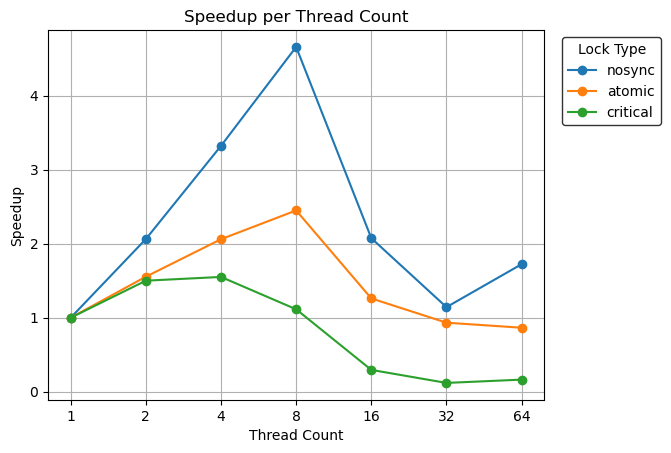 Speedup per Thread Count
Lock Type
nosync
atomic
critical
Speedup
4
3
2
1
0
1 2 4 8 16 32 64
Thread Count